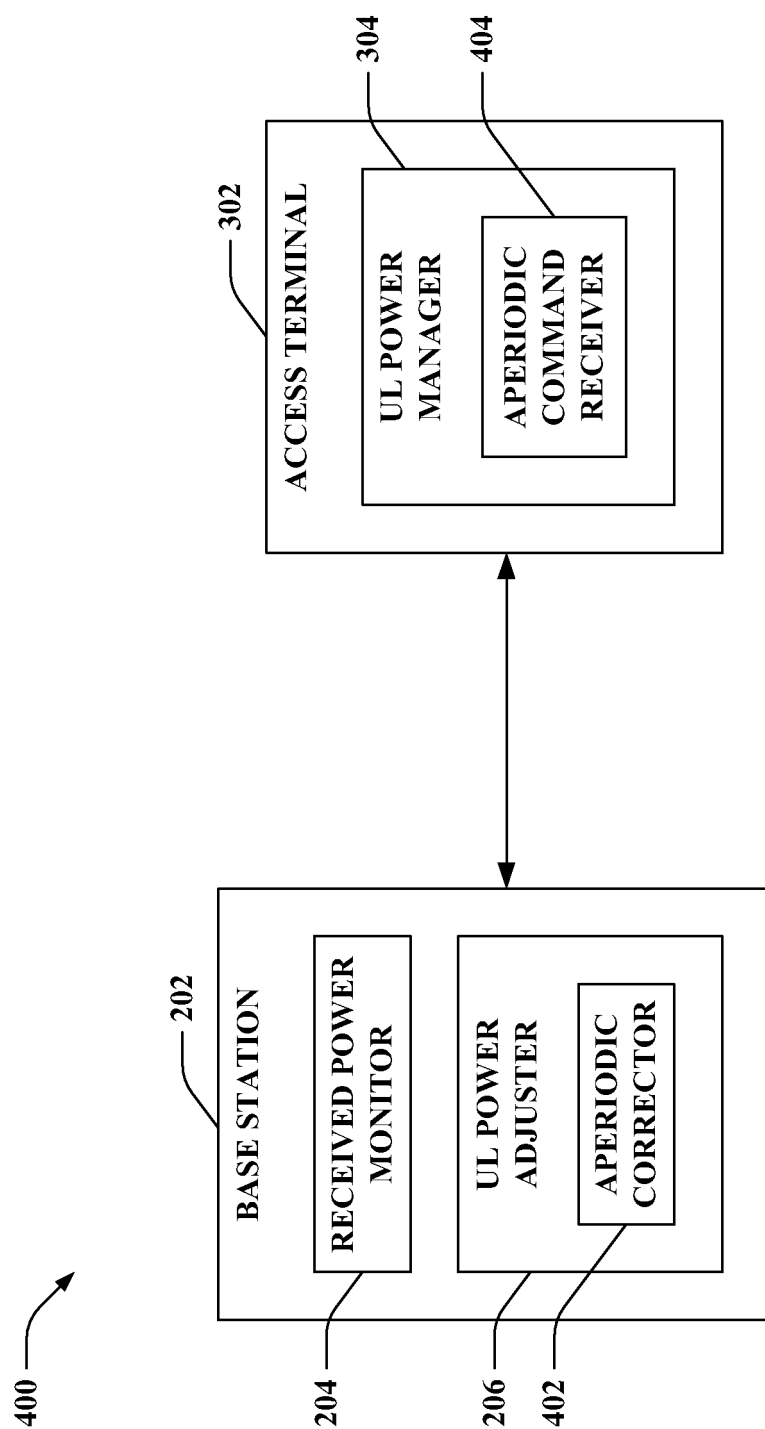 400
BASE STATION
202
RECEIVED POWER
MONITOR
204
UL POWER
ADJUSTER
206
APERIODIC
CORRECTOR
402
ACCESS TERMINAL
302
UL POWER
MANAGER
304
APERIODIC
COMMAND
RECEIVER
404